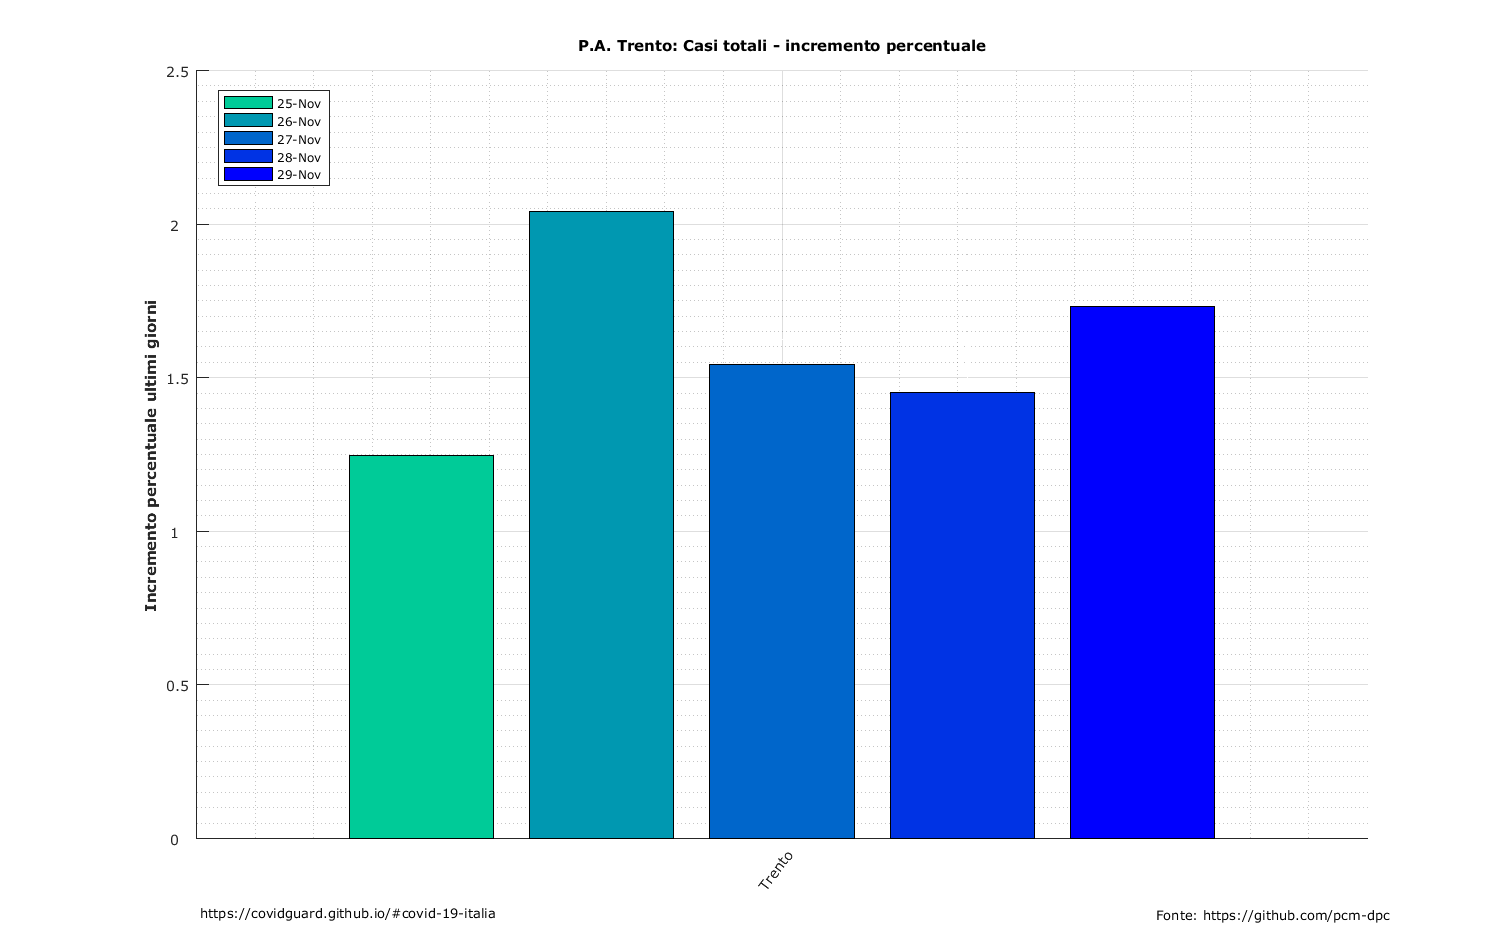 P.A. Trento: Casi totali - incremento percentuale
2.5
2
1.5
1
0.5
0
Incremento percentuale ultimi giorni
25-Nov
26-Nov
27-Nov
28-Nov
29-Nov
Trento
https://covidguard.github.io/#covid-19-italia
Fonte: https://github.com/pcm-dpc